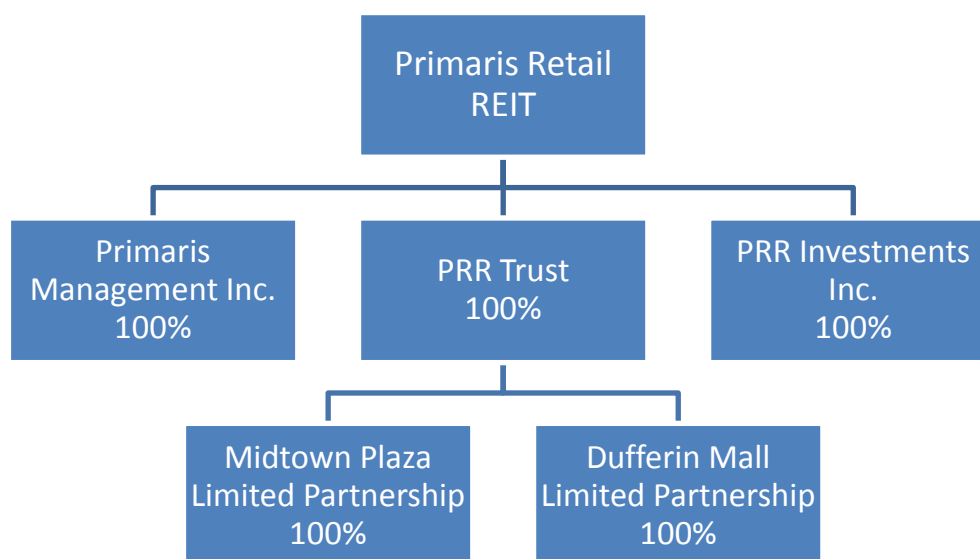 Primaris Retail
REIT
Primaris
Management Inc.
100%
PRR Trust
100%
PRR Investments
Inc.
100%
Midtown Plaza
Limited Partnership
100%
Dufferin Mall
Limited Partnership
100%